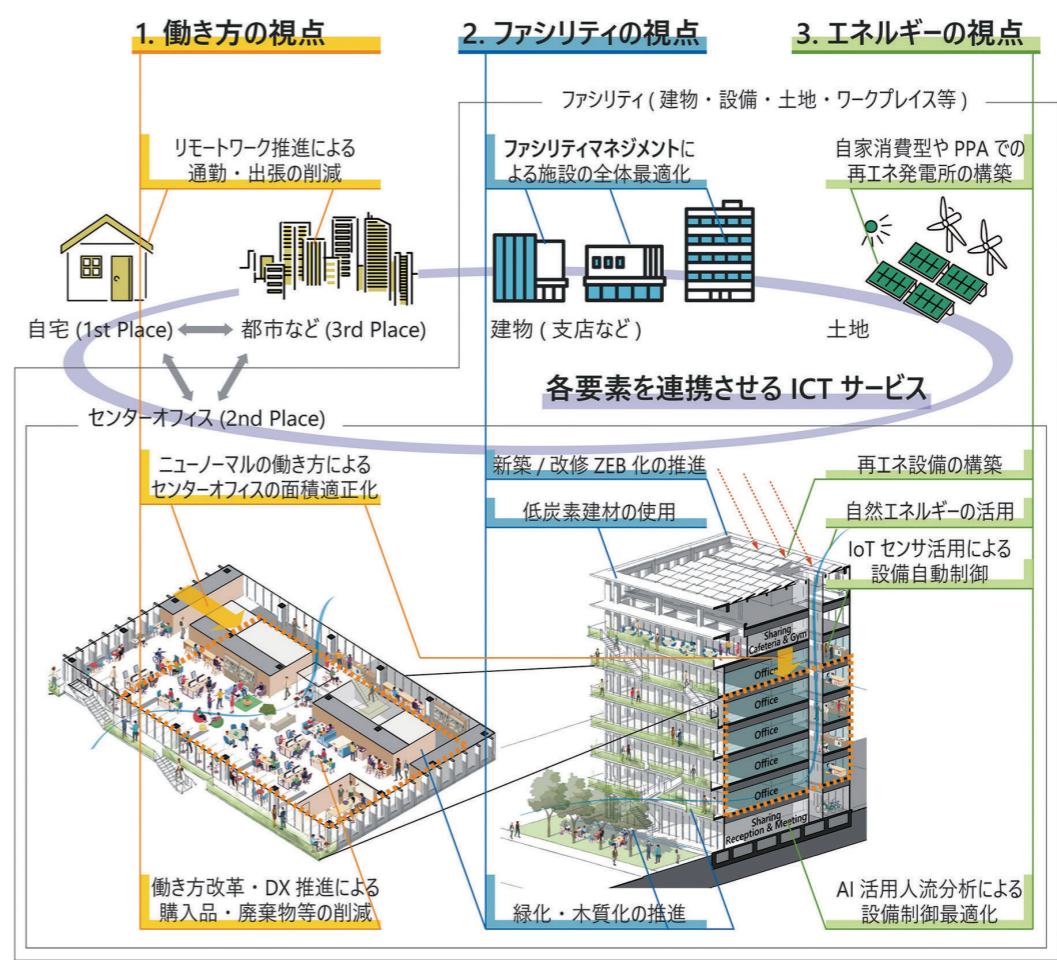 1. 働き方の視点
2. ファシリティの視点
3. エネルギーの視点
ファシリティ ( 建物・設備・土地・ワークプレイス等 )
リモートワーク推進による
通勤・出張の削減
ファシリティマネジメントに
よる施設の全体最適化
自家消費型や PPA での
再エネ発電所の構築
自宅 (1st Place)
都市など (3rd Place)
建物 ( 支店など )
土地
各要素を連携させる ICT サービス
センターオフィス (2nd Place)
ニューノーマルの働き方による
センターオフィスの面積適正化
新築 / 改修 ZEB 化の推進
低炭素建材の使用
再エネ設備の構築
自然エネルギーの活用
IoT センサ活用による
設備自動制御
Sharing
Cafeteria & Gym
Office
Office
Office
Office
Office
Sharing
Reception & Meeting
働き方改革・DX 推進による
購入品・廃棄物等の削減
緑化・木質化の推進
AI 活用人流分析による
設備制御最適化